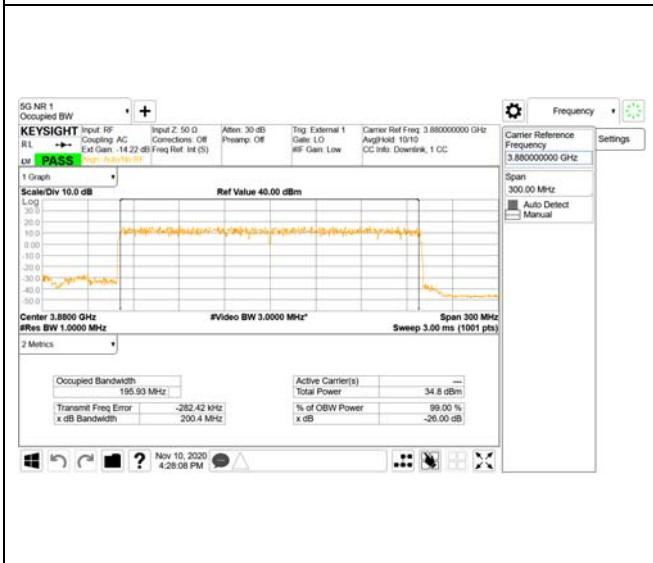 5G NR 1
Occupied BW
+
Frequency
KEYSIGHT
RL
LM PASS
Input: RF
Coupling: AC
Ext Gain: -14.22 dB
Align: Auto/No RF
Input Z: 50 Ω
Corrections: Off
Freq Ref: Int (S)
Atten: 30 dB
Preamp: Off
Trig: External 1
Gate: LO
#IF Gain: Low
Carrier Ref Freq: 3.880000000 GHz
Avg|Hold: 10/10
CC Info: Downlink, 1 CC
Carrier Reference
Frequency
3.880000000 GHz
Settings
Span
300.00 MHz
Auto Detect
Manual
1 Graph
Scale/Div 10.0 dB
Ref Value 40.00 dBm
Log
30.0
20.0
10.0
0.00
-10.0
-20.0
-30.0
-40.0
-50.0
Center 3.8800 GHz
#Video BW 3.0000 MHz*
Span 300 MHz
#Res BW 1.0000 MHz
Sweep 3.00 ms (1001 pts)
2 Metrics
Occupied Bandwidth
195.93 MHz
Active Carrier(s) ---
Total Power 34.8 dBm
Transmit Freq Error -282.42 kHz
% of OBW Power 99.00 %
x dB Bandwidth 200.4 MHz
x dB -26.00 dB
?
Nov 10, 2020
4:28:08 PM